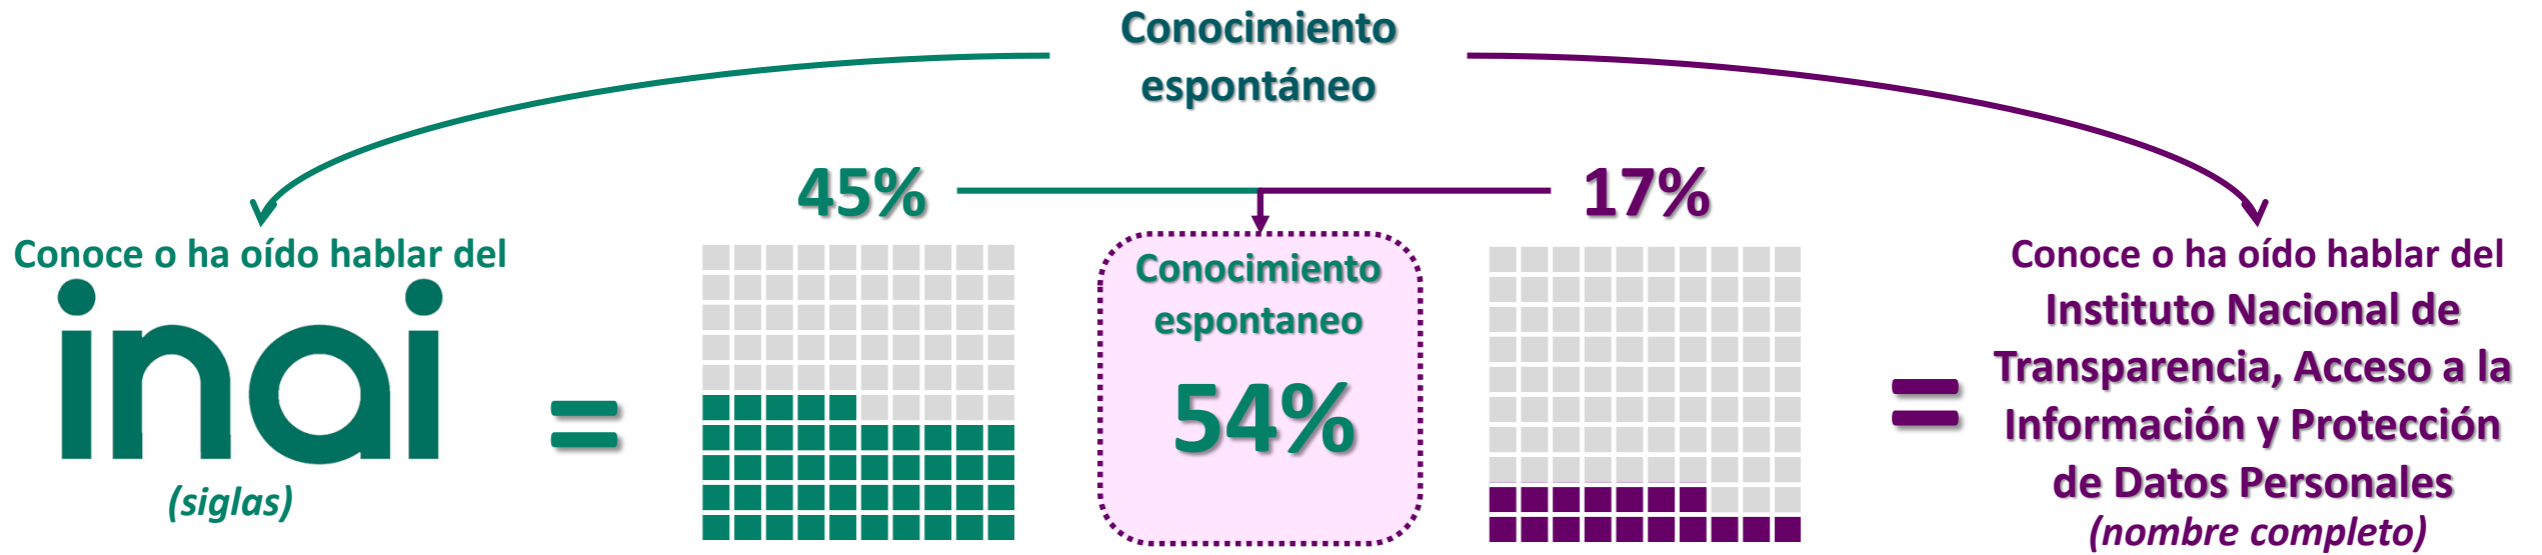 Conocimiento
espontáneo
Conoce o ha oído hablar del
inai
(siglas)
=
45%
Conocimiento
espontaneo
54%
17%
=
Conoce o ha oído hablar del
Instituto Nacional de
Transparencia, Acceso a la
Información y Protección
de Datos Personales
(nombre completo)